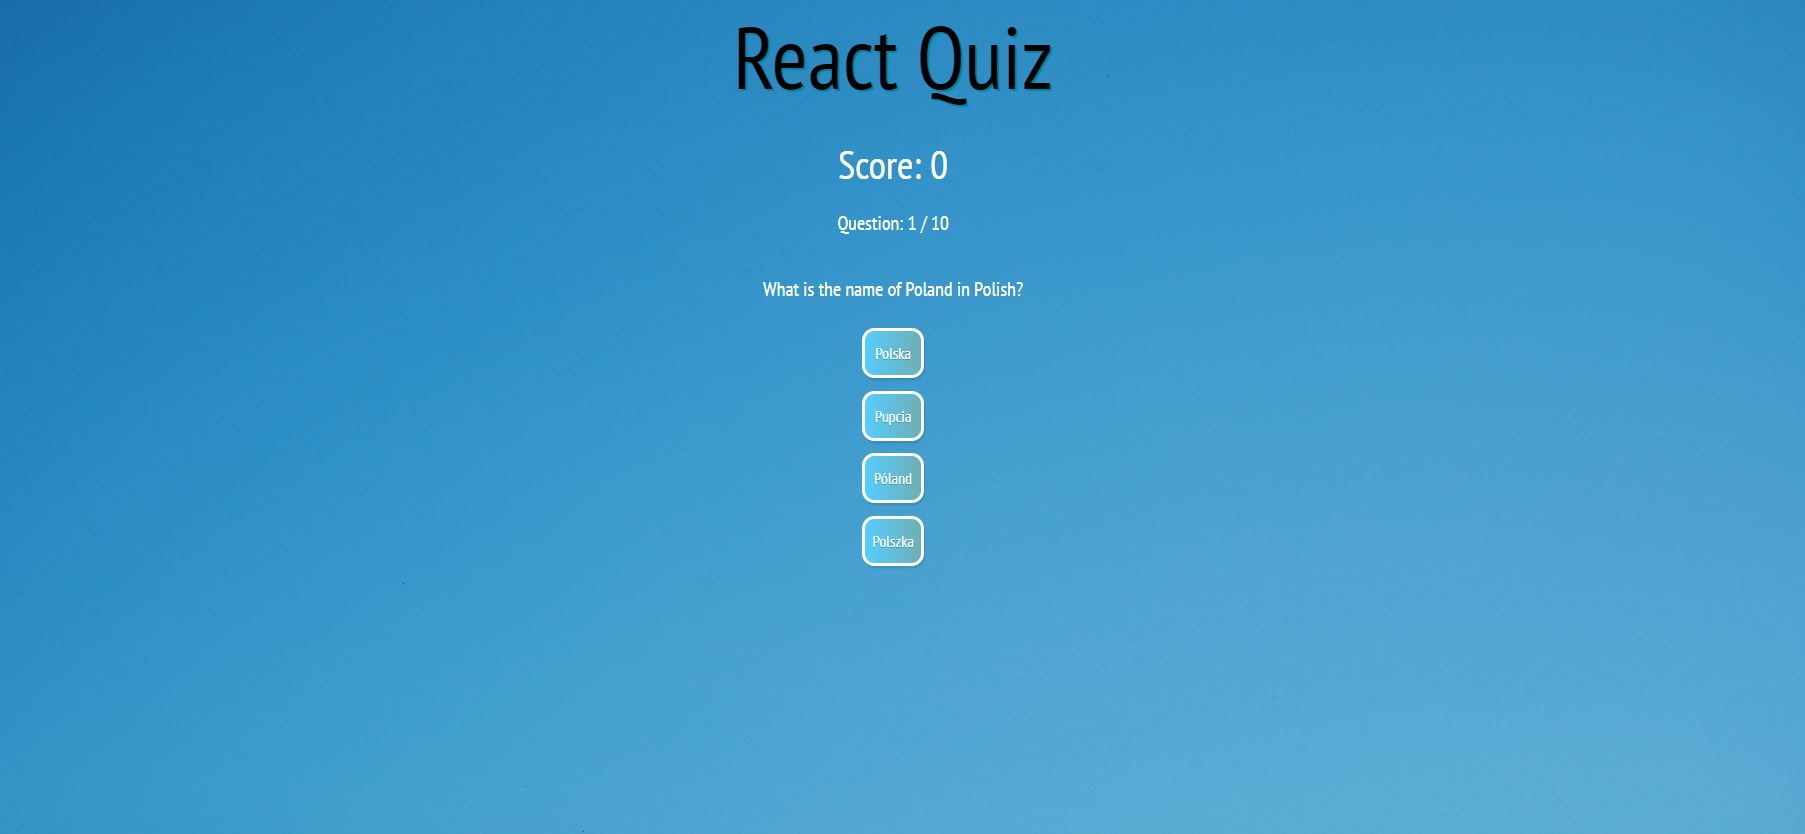 React Quiz
Score: 0
Question: 1 / 10
What is the name of Poland in Polish?
Polska
Pupcia
Póland
Polszka